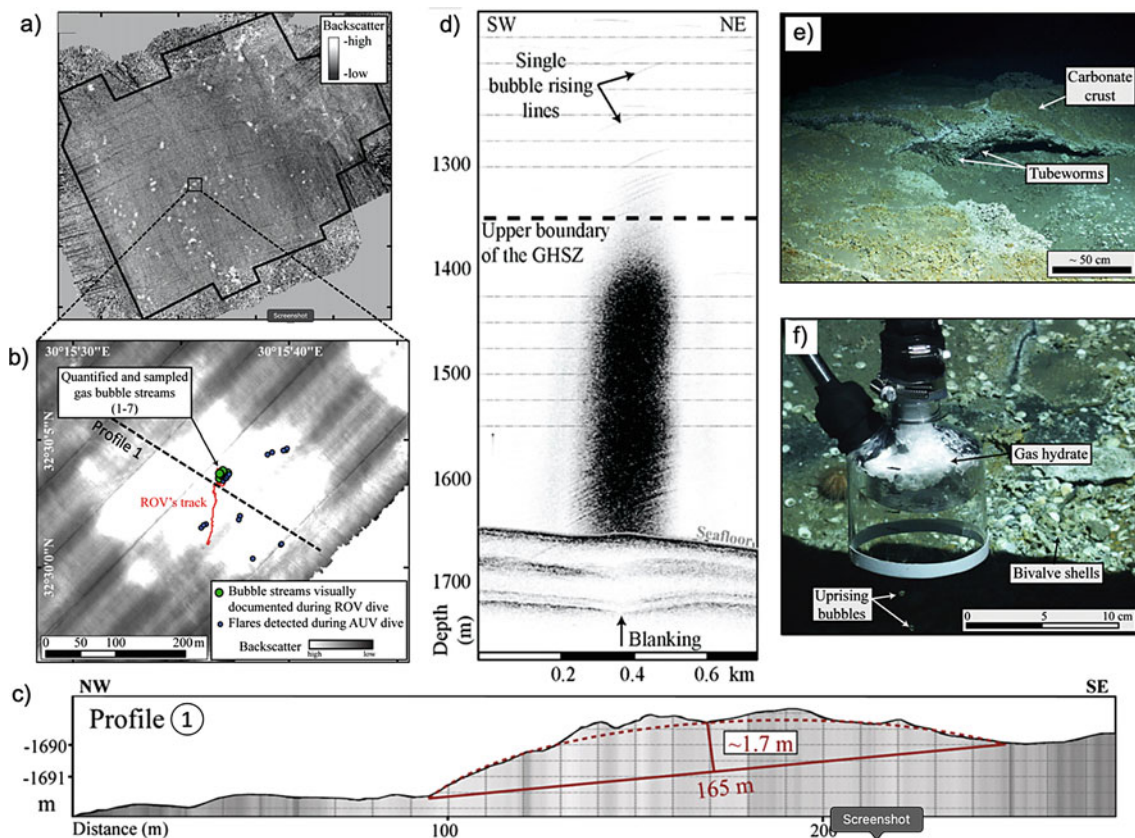 a)
Backscatter
-high
-low
Screenshot
b)
30°15'30"E
30°15'40"E
Quantified and sampled
gas bubble streams
(1-7)
Profile 1
ROV's track
32°30'5"N
32°30'0"N
Bubble streams visually
documented during ROV dive
Flares detected during AUV dive
Backscatter
high low
0 50 100 200 m
d)
SW NE
Single
bubble rising
lines
1300
Upper boundary
of the GHSZ
1400
1500
1600
Seafloor
1700
Depth
(m)
Blanking
0.2 0.4 0.6 km
e)
Carbonate
crust
Tubeworms
~ 50 cm
f)
Gas hydrate
Bivalve shells
Uprising
bubbles
0 5 10 cm
c)
NW SE
Profile 1
-1690
-1691
m
~1.7 m
165 m
Distance (m) 100 200
Screenshot